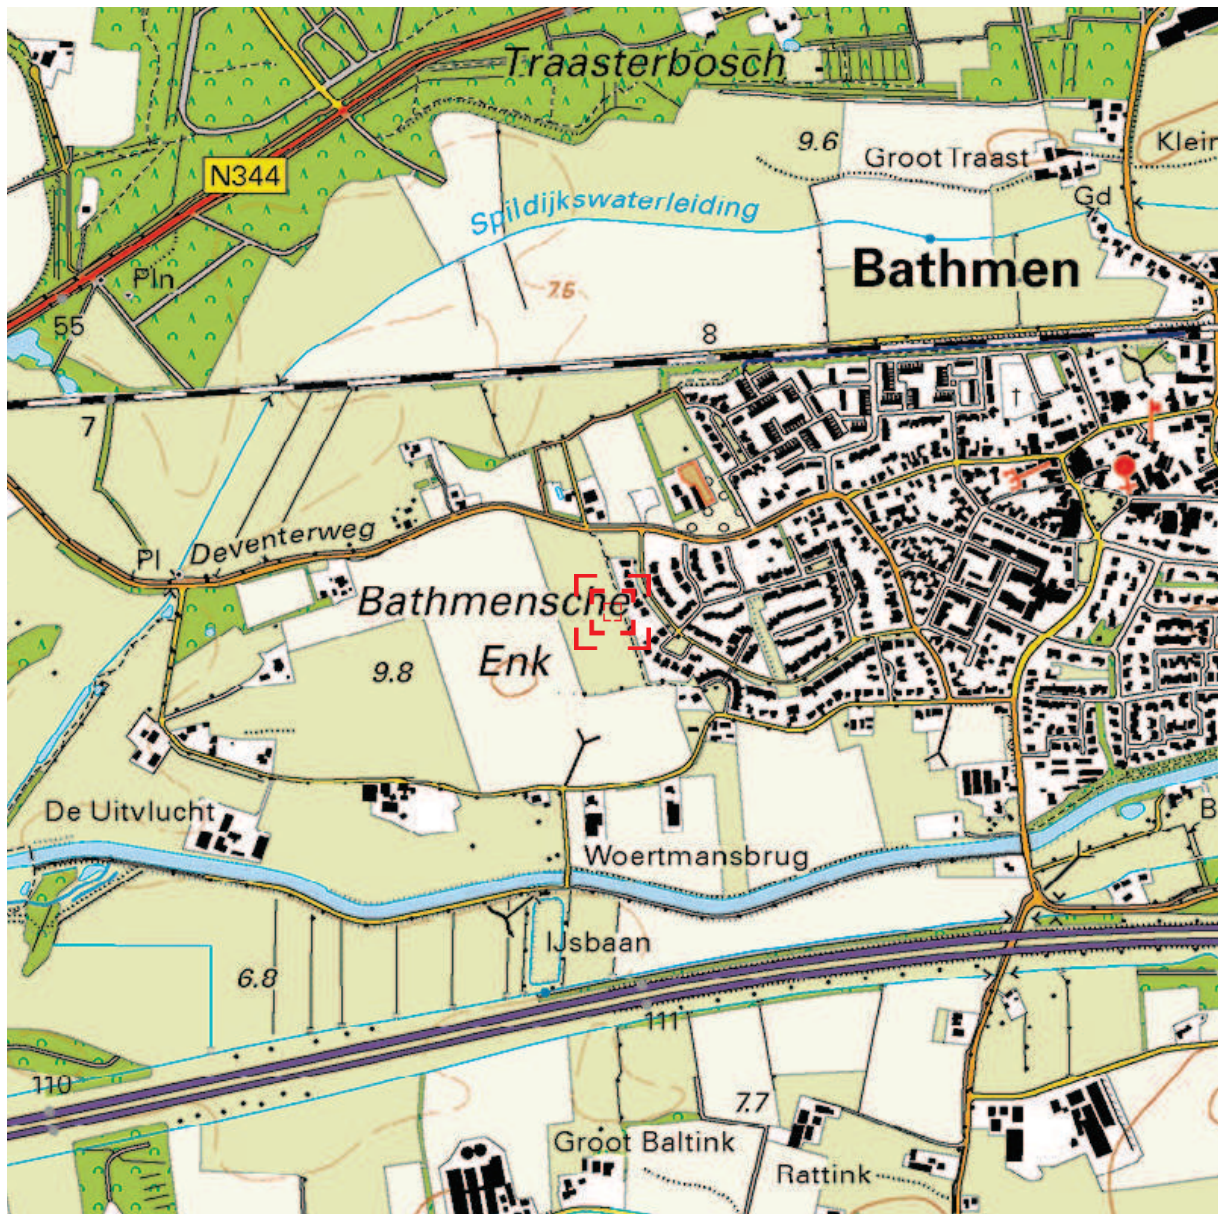 Traasterbosch
9.6
Groot Traast
Klein
N344
Gd
Spildijkswaterleiding
Bathmen
Pln
7.5
55
8
7
Deventerweg
Pl
Bathmensche
Enk
9.8
De Uitvlucht
B
Woertmansbrug
IJsbaan
6.8
111
110
7.7
Groot Baltink
Rattink